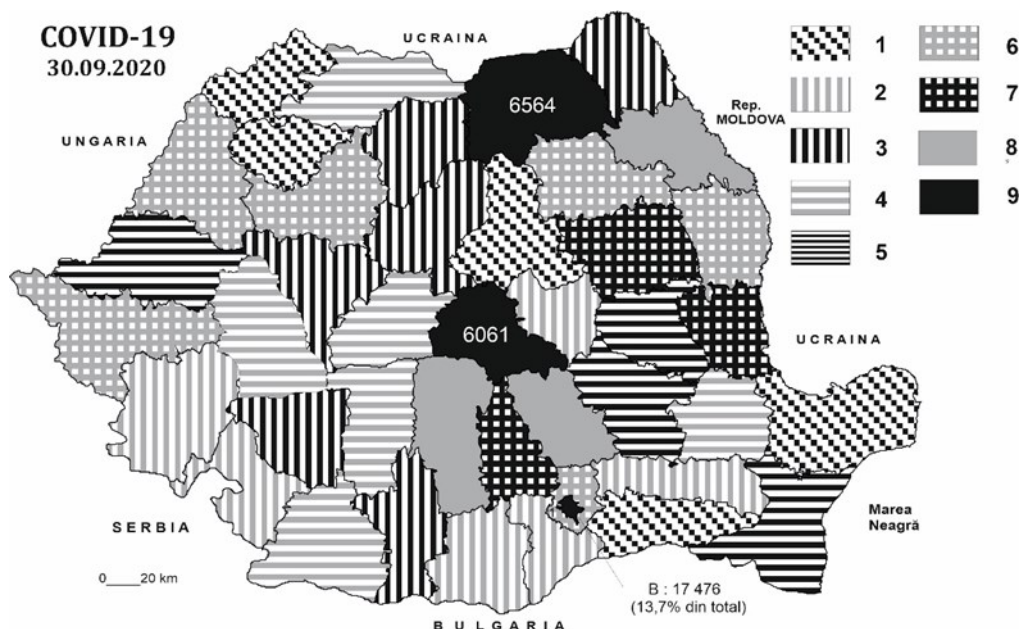 COVID-19
30.09.2020
UCRAINA
UNGARIA
Rep.
MOLDOVA
6564
6061
UCRAINA
SERBIA
Marea
Neagră
0 20 km
B : 17 476
(13,7% din total)
BULGARIA
1
2
3
4
5
6
7
8
9